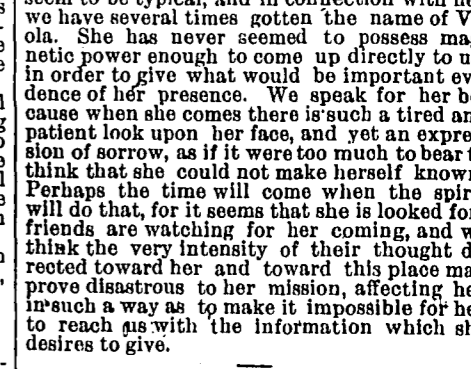 seem to be typical, and in connection with he
we have several times gotten the name of V
ola. She has never seemed to possess ma
netic power enough to come up directly to u
in order to give what would be important ev
dence of her presence. We speak for her b
cause when she comes there is such a tired an
patient look upon her face, and yet an expre
sion of sorrow, as if it were too much to bear t
think that she could not make herself know
Perhaps the time will come when the spir
will do that, for it seems that she is looked fo
friends are watching for her coming, and w
think the very intensity of their thought d
rected toward her and toward this place ma
prove disastrous to her mission, affecting he
in such a way as to make it impossible for he
to reach us with the information which sh
desires to give.